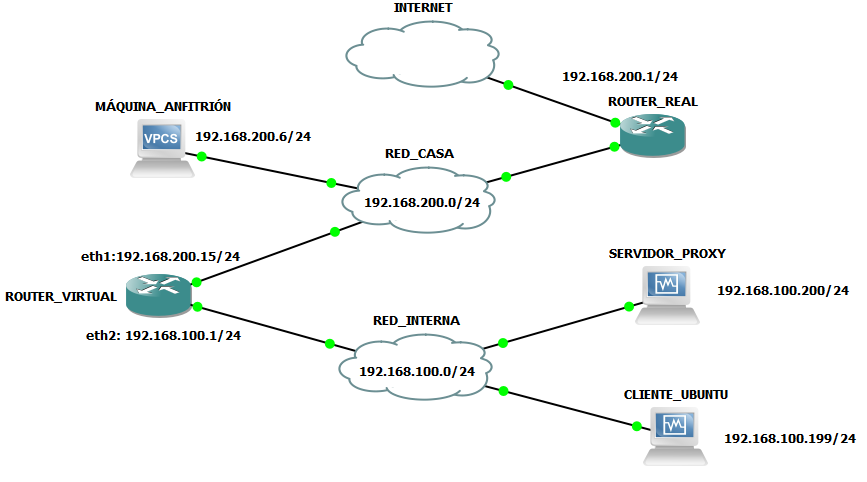 INTERNET
192.168.200.1/24
ROUTER_REAL
MÁQUINA_ANFITRIÓN
VPCS
192.168.200.6/24
RED_CASA
192.168.200.0/24
eth1:192.168.200.15/24
ROUTER_VIRTUAL
eth2: 192.168.100.1/24
SERVIDOR_PROXY
192.168.100.200/24
RED_INTERNA
192.168.100.0/24
CLIENTE_UBUNTU
192.168.100.199/24